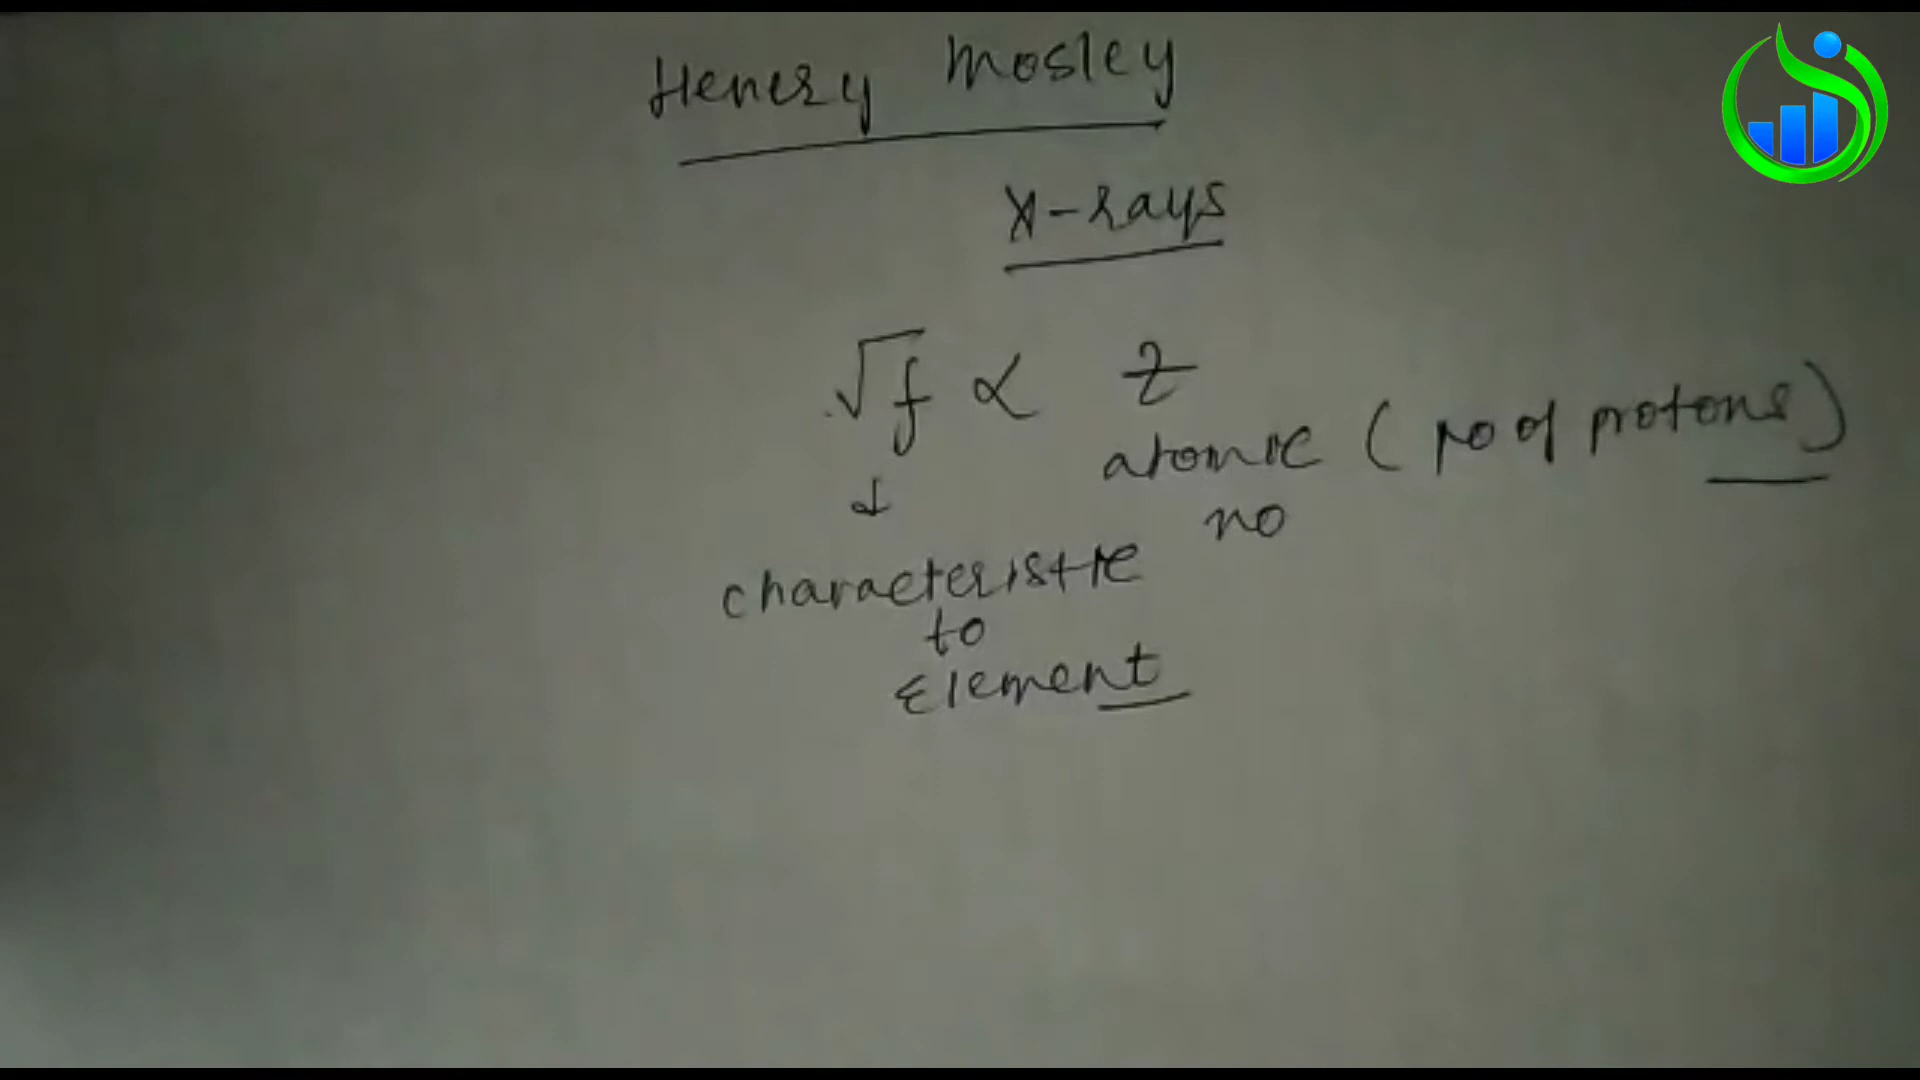 Henry Mosley
X-rays
√f ∝ Z
atomic (no of protons)
no
↓
characteristic
to
Element